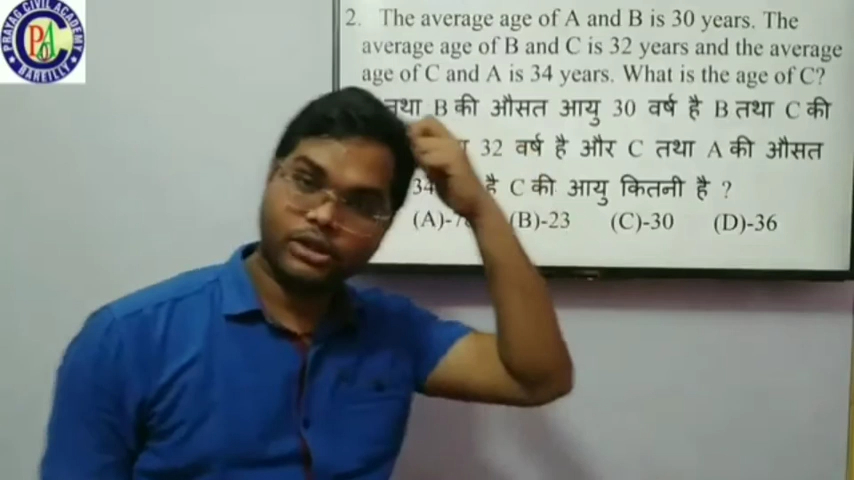 PRAYAG CIVIL ACADEMY
PCA
BAREILLY
2. The average age of A and B is 30 years. The
average age of B and C is 32 years and the average
age of C and A is 34 years. What is the age of C?
तथा B की औसत आयु 30 वर्ष है B तथा C की
32 वर्ष है और C तथा A की औसत
34 है C की आयु कितनी है ?
(A)- (B)-23 (C)-30 (D)-36